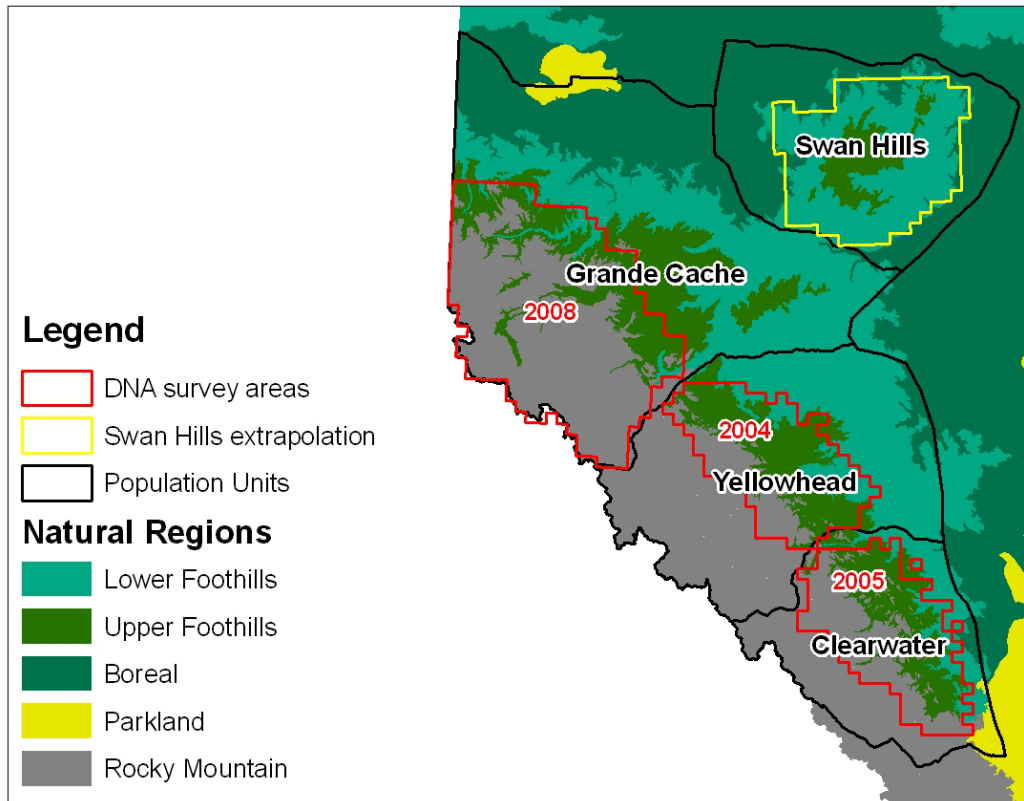 Swan Hills
Grande Cache
2008
2004
Yellowhead
2005
Clearwater
Legend
DNA survey areas
Swan Hills extrapolation
Population Units
Natural Regions
Lower Foothills
Upper Foothills
Boreal
Parkland
Rocky Mountain